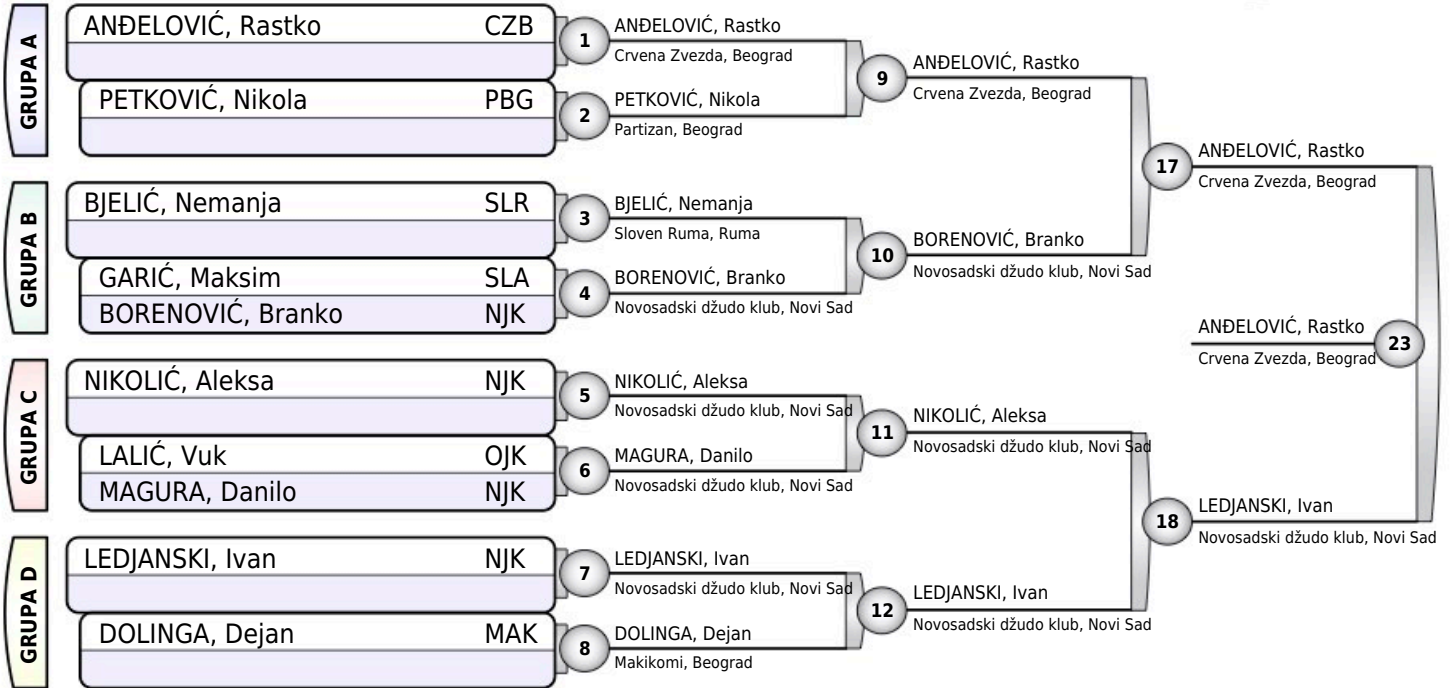 GRUPA A
ANĐELOVIĆ, Rastko CZB
PETKOVIĆ, Nikola PBG
GRUPA B
BJELIĆ, Nemanja SLR
GARIĆ, Maksim SLA
BORENOVIĆ, Branko NJK
GRUPA C
NIKOLIĆ, Aleksa NJK
LALIĆ, Vuk OJK
MAGURA, Danilo NJK
GRUPA D
LEDJANSKI, Ivan NJK
DOLINGA, Dejan MAK
1
ANĐELOVIĆ, Rastko
Crvena Zvezda, Beograd
2
PETKOVIĆ, Nikola
Partizan, Beograd
3
BJELIĆ, Nemanja
Sloven Ruma, Ruma
4
BORENOVIĆ, Branko
Novosadski džudo klub, Novi Sad
5
NIKOLIĆ, Aleksa
Novosadski džudo klub, Novi Sad
6
MAGURA, Danilo
Novosadski džudo klub, Novi Sad
7
LEDJANSKI, Ivan
Novosadski džudo klub, Novi Sad
8
DOLINGA, Dejan
Makikomi, Beograd
9
ANĐELOVIĆ, Rastko
Crvena Zvezda, Beograd
10
BORENOVIĆ, Branko
Novosadski džudo klub, Novi Sad
11
NIKOLIĆ, Aleksa
Novosadski džudo klub, Novi Sad
12
LEDJANSKI, Ivan
Novosadski džudo klub, Novi Sad
17
ANĐELOVIĆ, Rastko
Crvena Zvezda, Beograd
18
LEDJANSKI, Ivan
Novosadski džudo klub, Novi Sad
ANĐELOVIĆ, Rastko
Crvena Zvezda, Beograd
23